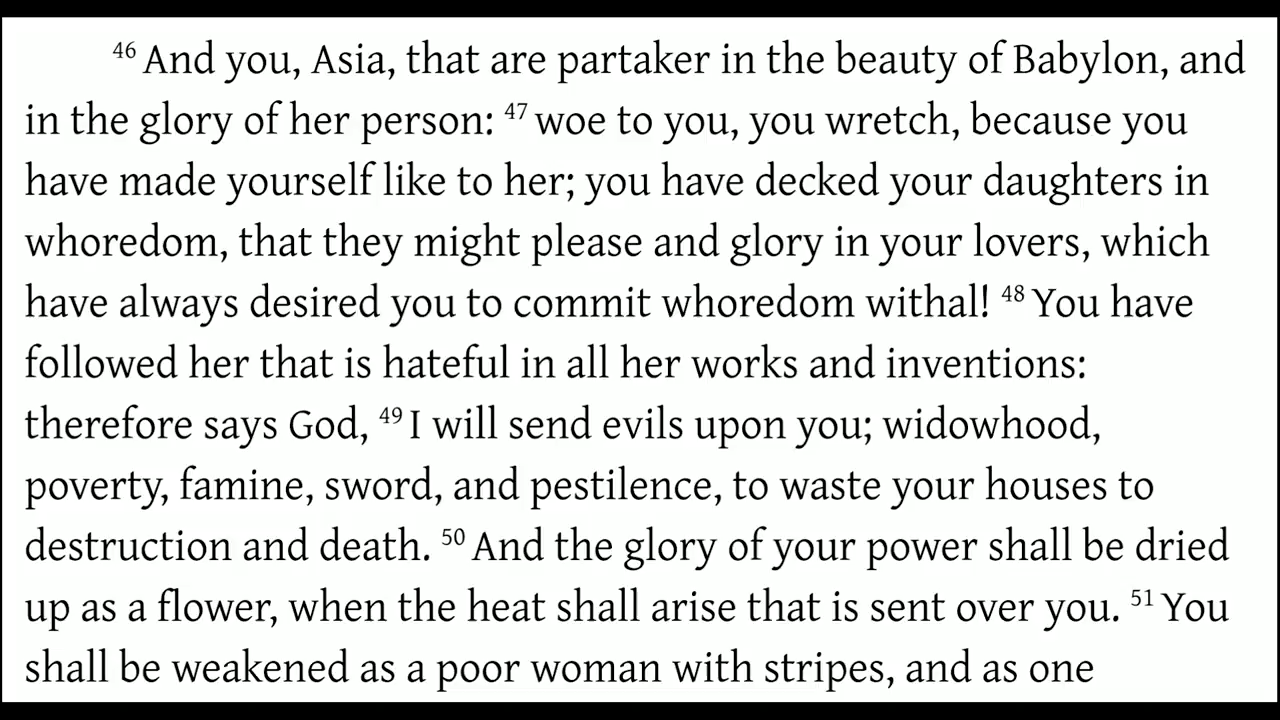 46 And you, Asia, that are partaker in the beauty of Babylon, and
in the glory of her person: 47 woe to you, you wretch, because you
have made yourself like to her; you have decked your daughters in
whoredom, that they might please and glory in your lovers, which
have always desired you to commit whoredom withal! 48 You have
followed her that is hateful in all her works and inventions:
therefore says God, 49 I will send evils upon you; widowhood,
poverty, famine, sword, and pestilence, to waste your houses to
destruction and death. 50 And the glory of your power shall be dried
up as a flower, when the heat shall arise that is sent over you. 51 You
shall be weakened as a poor woman with stripes, and as one